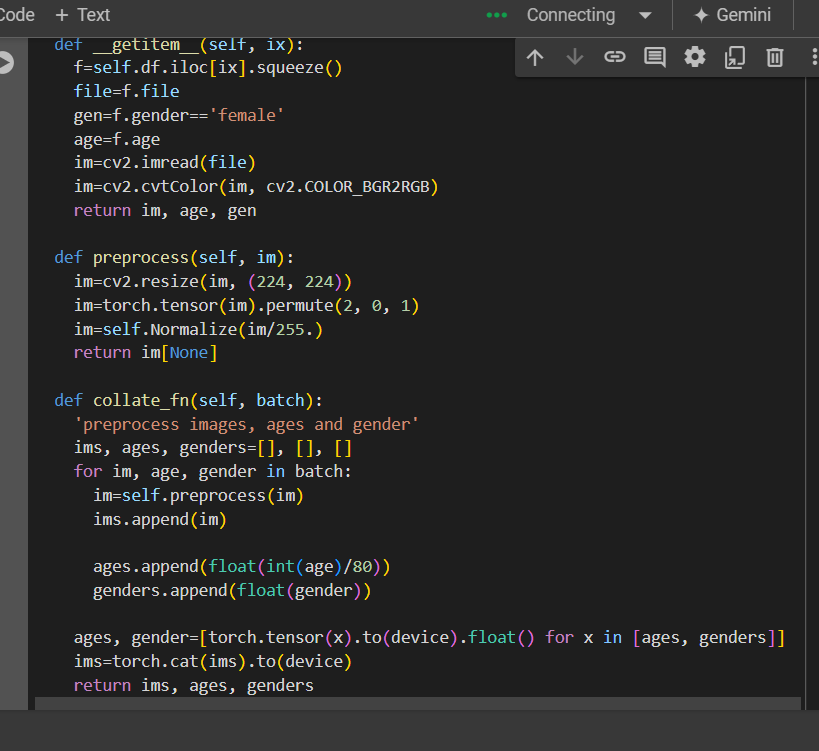 Code + Text
Connecting
Gemini
def __getitem__(self, ix):
f=self.df.iloc[ix].squeeze()
file=f.file
gen=f.gender=='female'
age=f.age
im=cv2.imread(file)
im=cv2.cvtColor(im, cv2.COLOR_BGR2RGB)
return im, age, gen
def preprocess(self, im):
im=cv2.resize(im, (224, 224))
im=torch.tensor(im).permute(2, 0, 1)
im=self.Normalize(im/255.)
return im[None]
def collate_fn(self, batch):
'preprocess images, ages and gender'
ims, ages, genders=[], [], []
for im, age, gender in batch:
im=self.preprocess(im)
ims.append(im)
ages.append(float(int(age)/80))
genders.append(float(gender))
ages, gender=[torch.tensor(x).to(device).float() for x in [ages, genders]]
ims=torch.cat(ims).to(device)
return ims, ages, genders